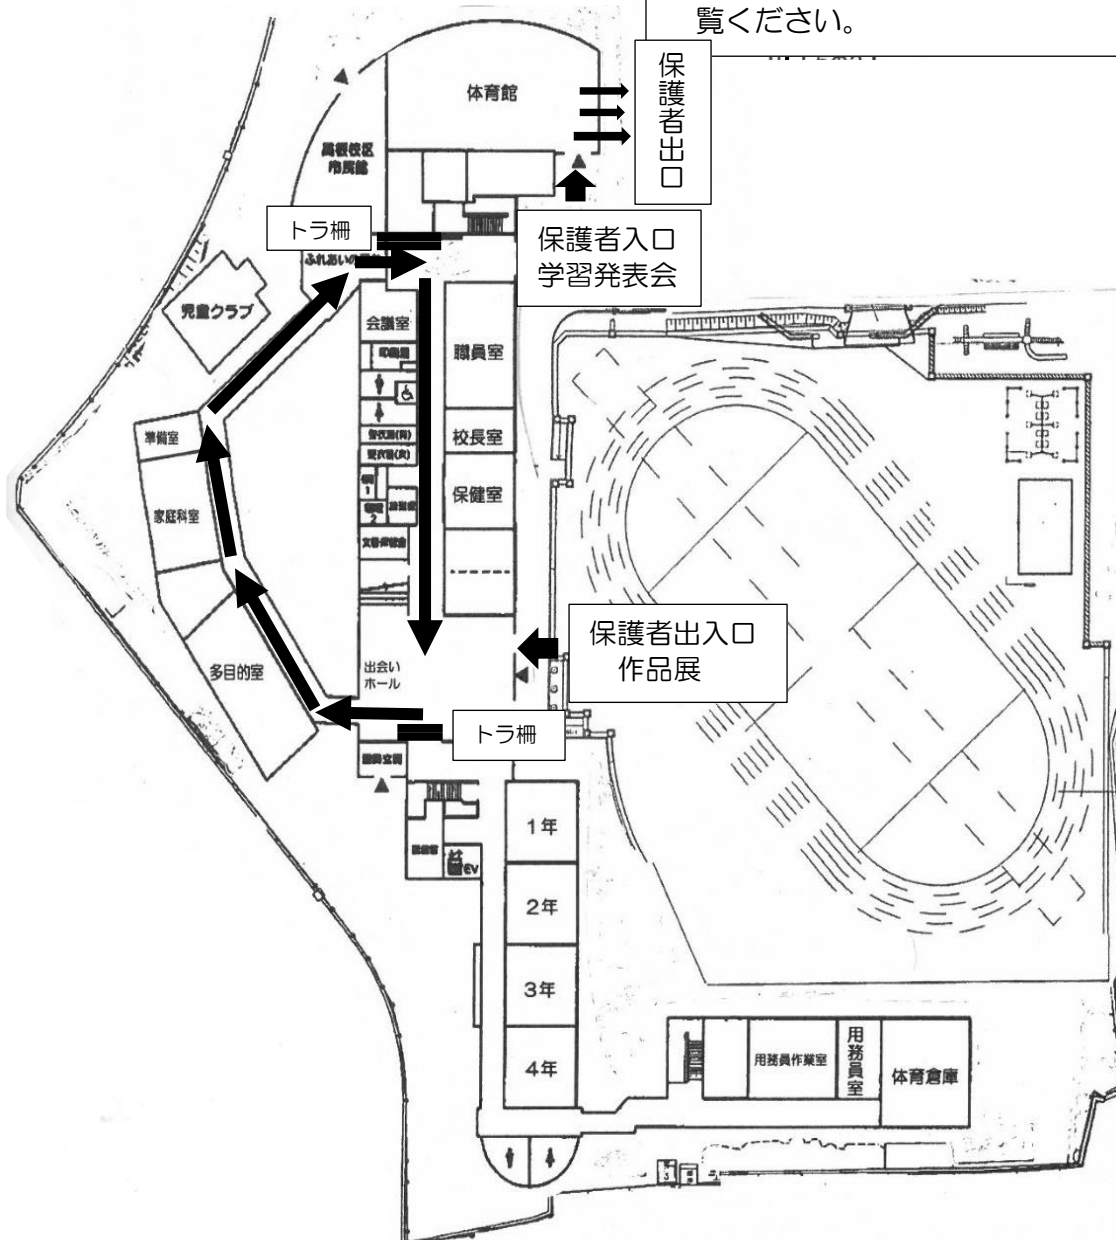 覧ください。
保護者出口
体育館
トラ柵
保護者入口
学習発表会
児童クラブ
会議室
職員室
校長室
保健室
準備室
家庭科室
多目的室
出会い
ホール
保護者出入口
作品展
トラ柵
EV
1年
2年
3年
4年
用務員作業室
用務員室
体育倉庫